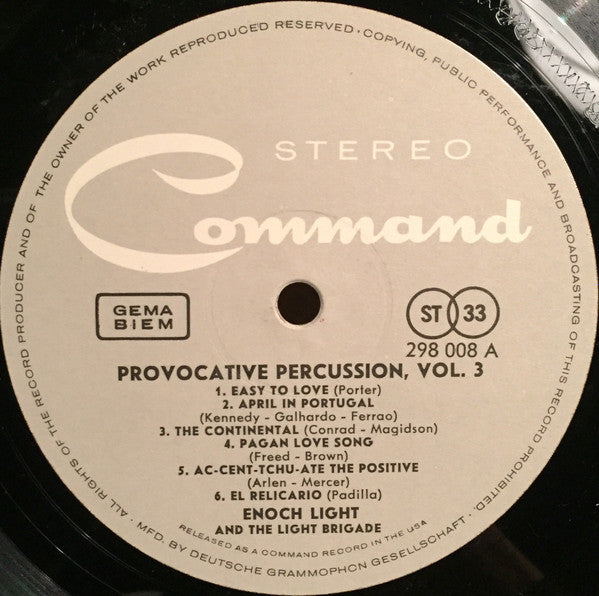 ALL RIGHTS OF THE RECORD PRODUCER AND OF THE OWNER OF THE WORK REPRODUCED RESERVED · COPYING, PUBLIC PERFORMANCE AND BROADCASTING OF THIS RECORD PROHIBITED ·
STEREO
Command
GEMA
BIEM
ST 33
298 008 A
PROVOCATIVE PERCUSSION, VOL. 3
1. EASY TO LOVE (Porter)
2. APRIL IN PORTUGAL
(Kennedy - Galhardo - Ferrao)
3. THE CONTINENTAL (Conrad - Magidson)
4. PAGAN LOVE SONG
(Freed - Brown)
5. AC-CENT-TCHU-ATE THE POSITIVE
(Arlen - Mercer)
6. EL RELICARIO (Padilla)
ENOCH LIGHT
AND THE LIGHT BRIGADE
RELEASED AS A COMMAND RECORD IN THE USA
MFD. BY DEUTSCHE GRAMMOPHON GESELLSCHAFT ·